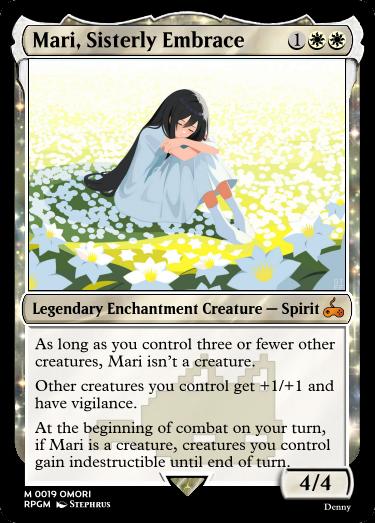 Mari, Sisterly Embrace 1
Legendary Enchantment Creature — Spirit
As long as you control three or fewer other
creatures, Mari isn't a creature.
Other creatures you control get +1/+1 and
have vigilance.
At the beginning of combat on your turn,
if Mari is a creature, creatures you control
gain indestructible until end of turn.
4/4
M 0019 OMORI
RPGM STEPHRUS
Denny